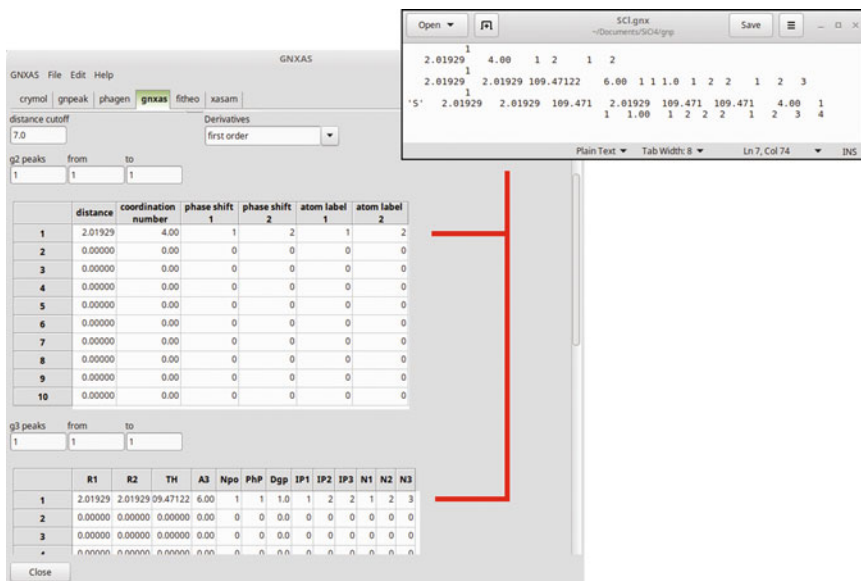 GNXAS
GNXAS File Edit Help
crymol gnpeak phagen gnxas fitheo xasam
distance cutoff Derivatives
7.0 first order
g2 peaks from to
1 1 1
distance coordination number phase shift 1 phase shift 2 atom label 1 atom label 2
1 2.01929 4.00 1 2 1 2
2 0.00000 0.00 0 0 0 0
3 0.00000 0.00 0 0 0 0
4 0.00000 0.00 0 0 0 0
5 0.00000 0.00 0 0 0 0
6 0.00000 0.00 0 0 0 0
7 0.00000 0.00 0 0 0 0
8 0.00000 0.00 0 0 0 0
9 0.00000 0.00 0 0 0 0
10 0.00000 0.00 0 0 0 0
g3 peaks from to
1 1 1
R1 R2 TH A3 Npo PhP Dgp IP1 IP2 IP3 N1 N2 N3
1 2.01929 2.01929 09.47122 6.00 1 1 1.0 1 2 2 1 2 3
2 0.00000 0.00000 0.00000 0.00 0 0 0.0 0 0 0 0 0 0
3 0.00000 0.00000 0.00000 0.00 0 0 0.0 0 0 0 0 0 0
Close
Open SCl.gnx Save
~/Documents/SiO4/gnp
1
2.01929 4.00 1 2 1 2
1
2.01929 2.01929 109.47122 6.00 1 1 1.0 1 2 2 1 2 3
1
'S' 2.01929 2.01929 109.471 2.01929 109.471 109.471 4.00 1
1 1.00 1 2 2 2 1 2 3 4
Plain Text Tab Width: 8 Ln 7, Col 74 INS